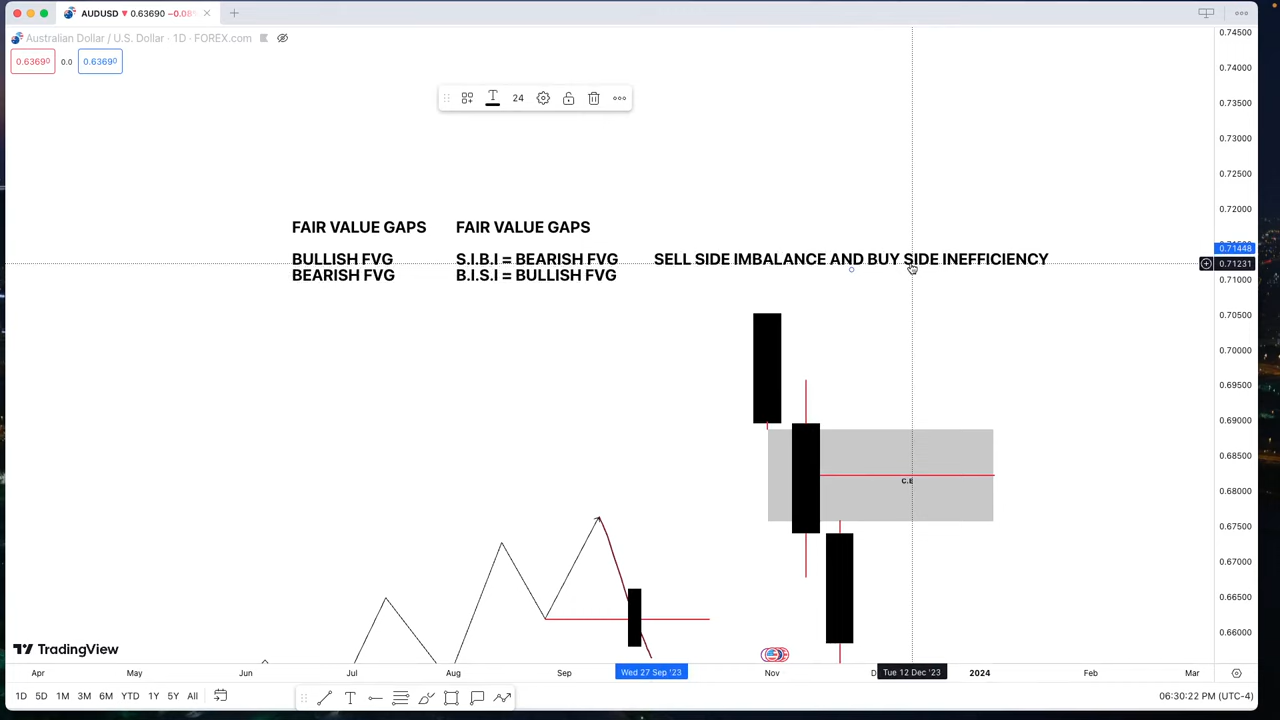 AUDUSD ▼ 0.63690 −0.08%
Australian Dollar / U.S. Dollar · 1D · FOREX.com
0.63690 0.0 0.63690
24
FAIR VALUE GAPS FAIR VALUE GAPS
BULLISH FVG S.I.B.I = BEARISH FVG SELL SIDE IMBALANCE AND BUY SIDE INEFFICIENCY
BEARISH FVG B.I.S.I = BULLISH FVG
C.E
0.74500
0.74000
0.73500
0.73000
0.72500
0.72000
0.71448
0.71231
0.71000
0.70500
0.70000
0.69500
0.69000
0.68500
0.68000
0.67500
0.67000
0.66500
0.66000
TradingView
Apr May Jun Jul Aug Sep Wed 27 Sep '23 Nov Tue 12 Dec '23 2024 Feb Mar
1D 5D 1M 3M 6M YTD 1Y 5Y All 06:30:22 PM (UTC-4)